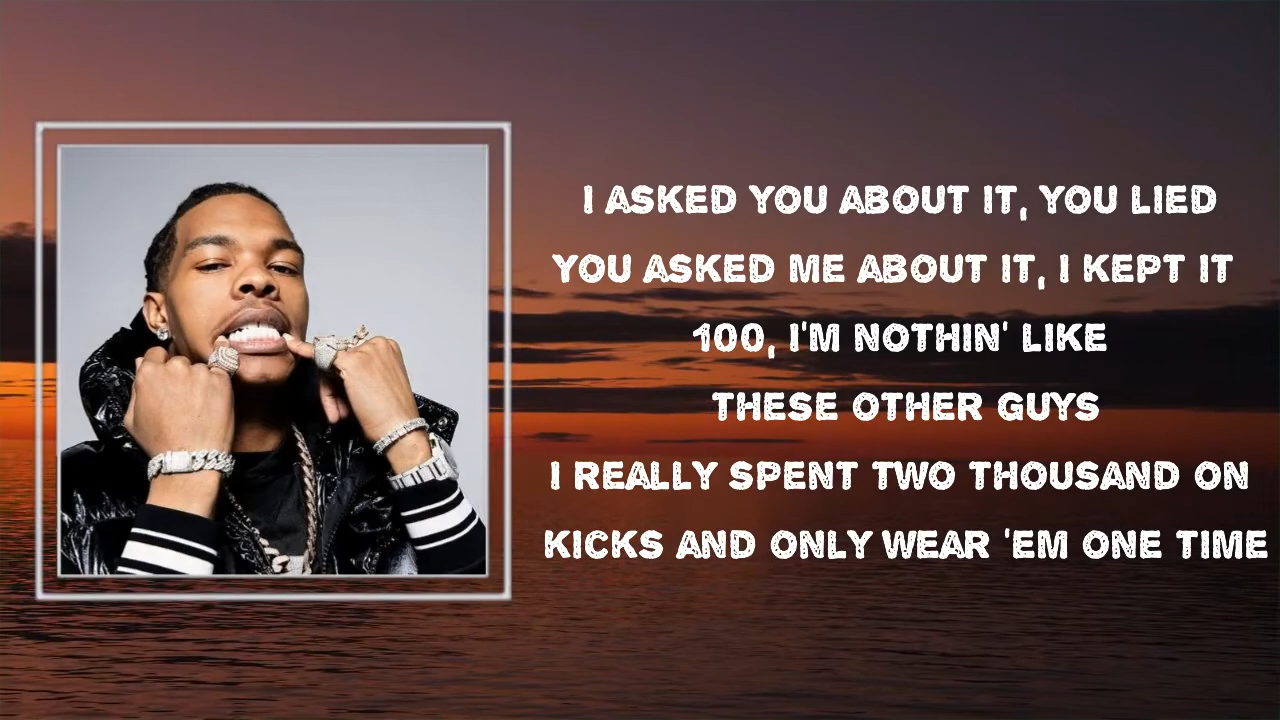 I ASKED YOU ABOUT IT, YOU LIED
YOU ASKED ME ABOUT IT, I KEPT IT
100, I'M NOTHIN' LIKE
THESE OTHER GUYS
I REALLY SPENT TWO THOUSAND ON
KICKS AND ONLY WEAR 'EM ONE TIME